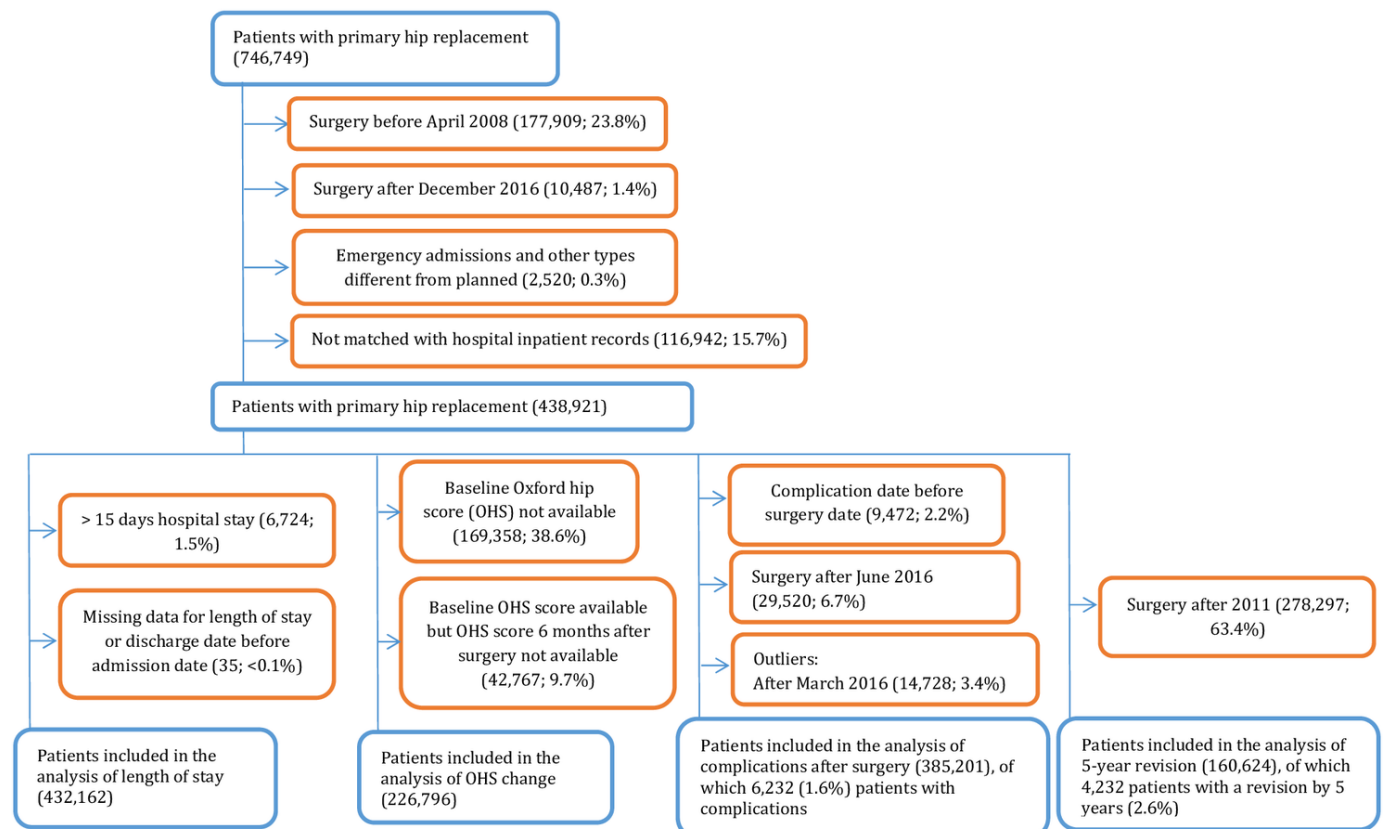 Patients with primary hip replacement
(746,749)
Surgery before April 2008 (177,909; 23.8%)
Surgery after December 2016 (10,487; 1.4%)
Emergency admissions and other types
different from planned (2,520; 0.3%)
Not matched with hospital inpatient records (116,942; 15.7%)
Patients with primary hip replacement (438,921)
> 15 days hospital stay (6,724;
1.5%)
Missing data for length of stay
or discharge date before
admission date (35; <0.1%)
Patients included in the
analysis of length of stay
(432,162)
Baseline Oxford hip
score (OHS) not available
(169,358; 38.6%)
Baseline OHS score available
but OHS score 6 months after
surgery not available
(42,767; 9.7%)
Patients included in the
analysis of OHS change
(226,796)
Complication date before
surgery date (9,472; 2.2%)
Surgery after June 2016
(29,520; 6.7%)
Outliers:
After March 2016 (14,728; 3.4%)
Patients included in the analysis of
complications after surgery (385,201), of
which 6,232 (1.6%) patients with
complications
Surgery after 2011 (278,297;
63.4%)
Patients included in the analysis of
5-year revision (160,624), of which
4,232 patients with a revision by 5
years (2.6%)